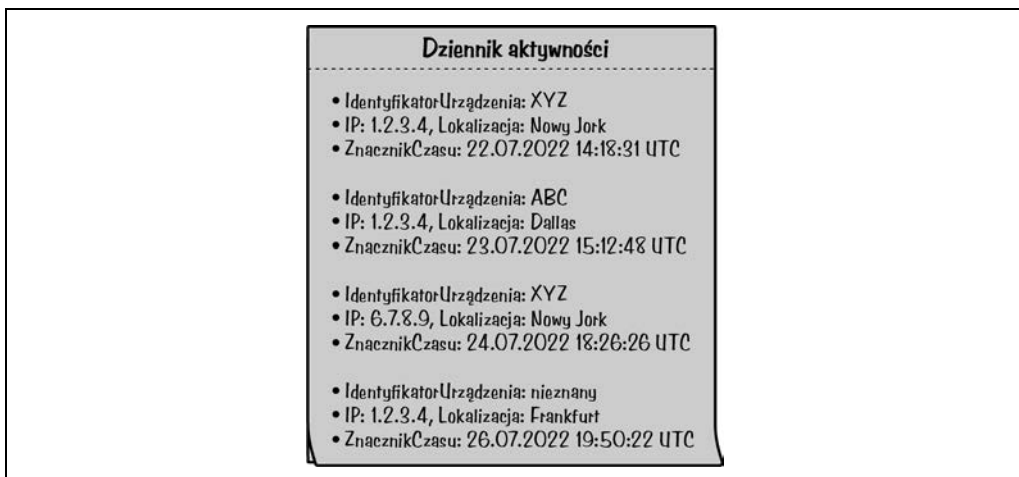 Dziennik aktywności
• IdentyfikatorUrządzenia: XYZ
• IP: 1.2.3.4, Lokalizacja: Nowy Jork
• ZnacznikCzasu: 22.07.2022 14:18:31 UTC
• IdentyfikatorUrządzenia: ABC
• IP: 1.2.3.4, Lokalizacja: Dallas
• ZnacznikCzasu: 23.07.2022 15:12:48 UTC
• IdentyfikatorUrządzenia: XYZ
• IP: 6.7.8.9, Lokalizacja: Nowy Jork
• ZnacznikCzasu: 24.07.2022 18:26:26 UTC
• IdentyfikatorUrządzenia: nieznany
• IP: 1.2.3.4, Lokalizacja: Frankfurt
• ZnacznikCzasu: 26.07.2022 19:50:22 UTC